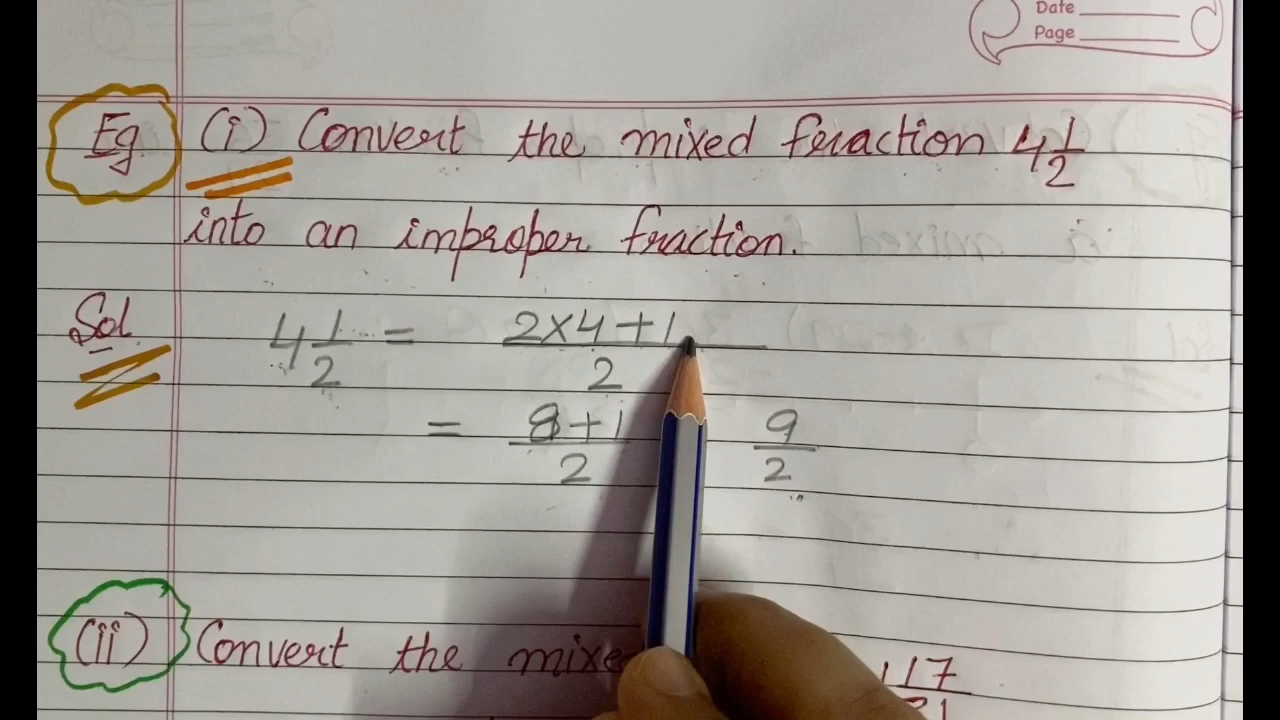 Date
Page
Eg. (i) Convert the mixed fraction 4 1/2
into an improper fraction.
Sol. 4 1/2 = (2×4+1)/2
= (8+1)/2 9/2
(ii) Convert the